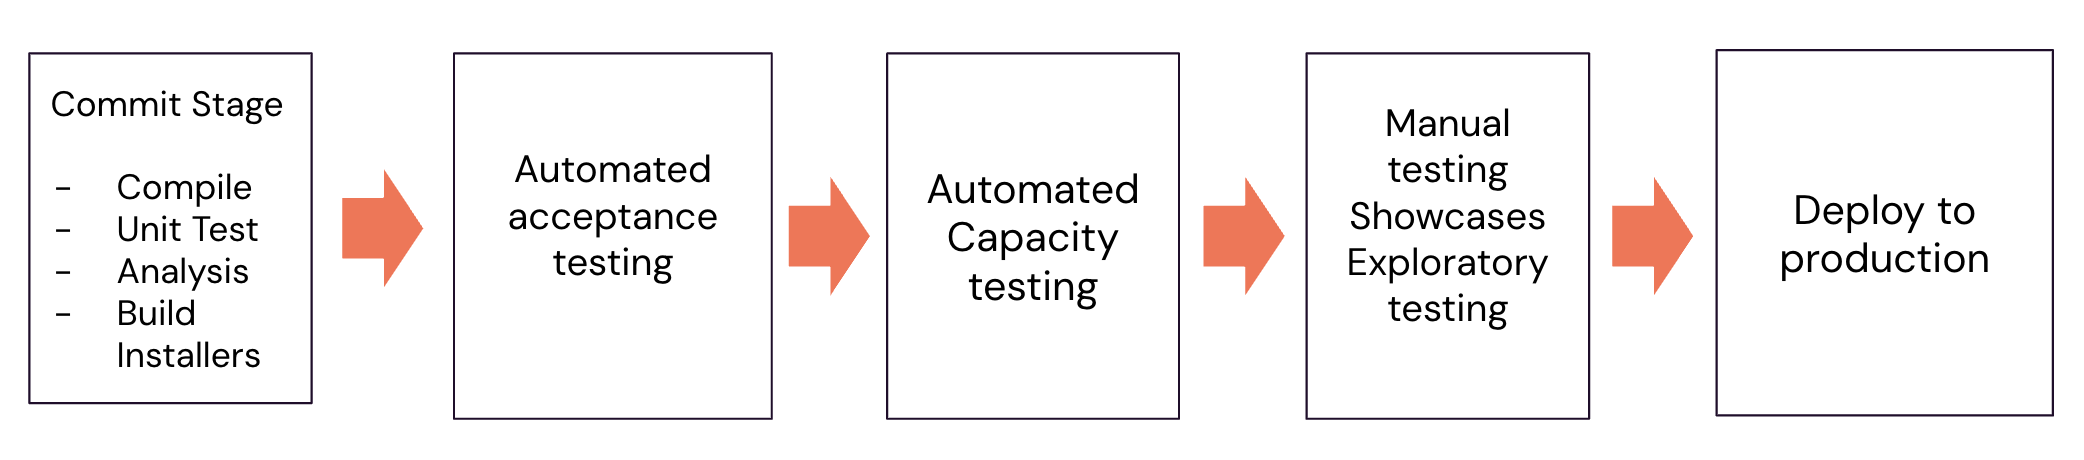 Commit Stage
- Compile
- Unit Test
- Analysis
- Build
Installers
Automated
acceptance
testing
Automated
Capacity
testing
Manual
testing
Showcases
Exploratory
testing
Deploy to
production